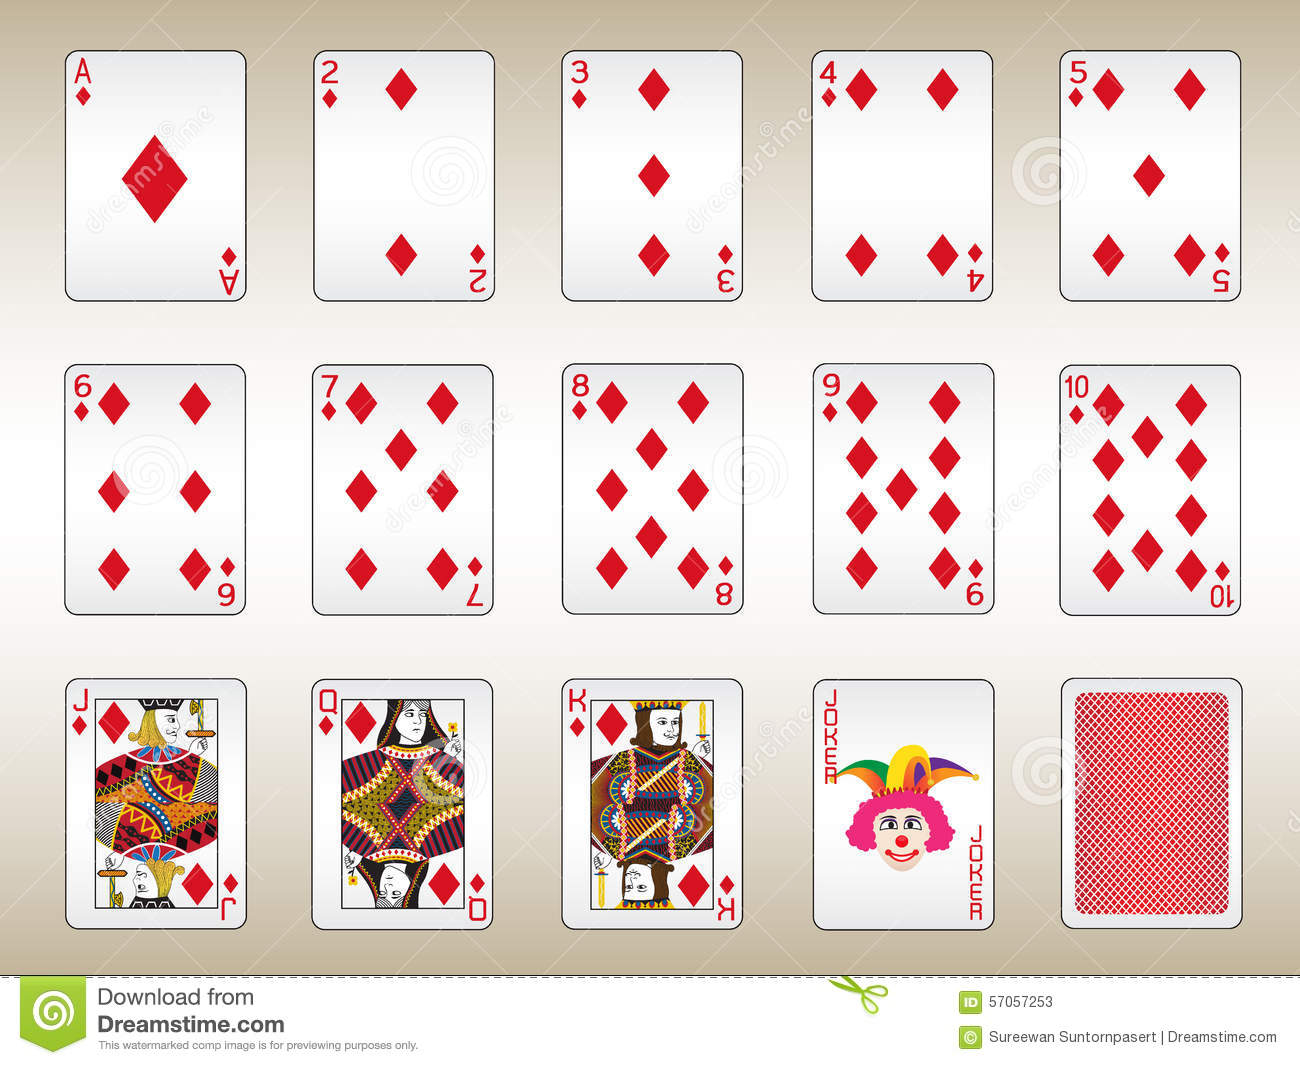 A
A
2
2
3
3
4
4
5
5
6
6
7
7
8
8
9
9
10
10
J
J
Q
Q
K
K
JOKER
JOKER
dreamstime
Download from
Dreamstime.com
This watermarked comp image is for previewing purposes only.
ID 57057253
© Sureewan Suntornpasert | Dreamstime.com